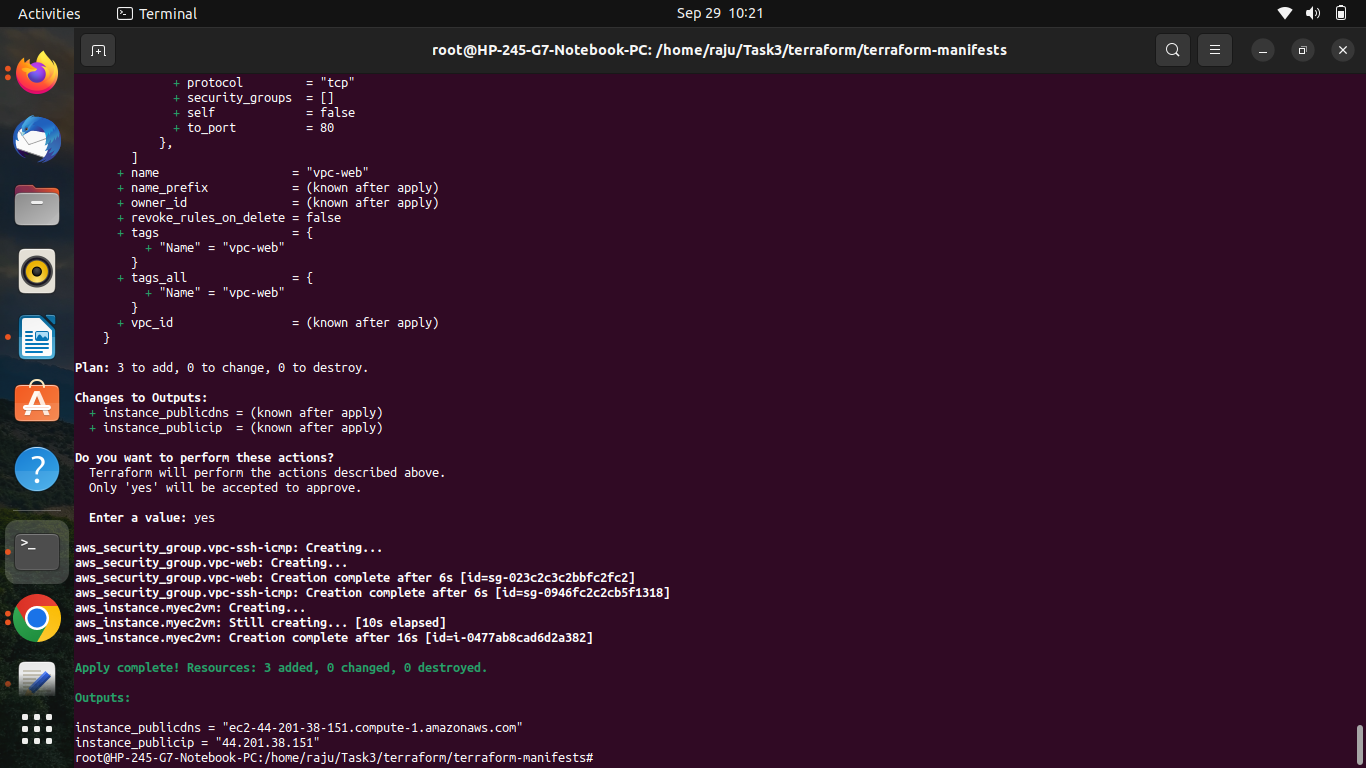 Activities
Terminal
Sep 29 10:21
root@HP-245-G7-Notebook-PC: /home/raju/Task3/terraform/terraform-manifests
+ protocol = "tcp"
+ security_groups = []
+ self = false
+ to_port = 80
},
]
+ name = "vpc-web"
+ name_prefix = (known after apply)
+ owner_id = (known after apply)
+ revoke_rules_on_delete = false
+ tags = {
+ "Name" = "vpc-web"
}
+ tags_all = {
+ "Name" = "vpc-web"
}
+ vpc_id = (known after apply)
}
Plan: 3 to add, 0 to change, 0 to destroy.
Changes to Outputs:
+ instance_publicdns = (known after apply)
+ instance_publicip = (known after apply)
Do you want to perform these actions?
Terraform will perform the actions described above.
Only 'yes' will be accepted to approve.
Enter a value: yes
aws_security_group.vpc-ssh-icmp: Creating...
aws_security_group.vpc-web: Creating...
aws_security_group.vpc-web: Creation complete after 6s [id=sg-023c2c3c2bbfc2fc2]
aws_security_group.vpc-ssh-icmp: Creation complete after 6s [id=sg-0946fc2c2cb5f1318]
aws_instance.myec2vm: Creating...
aws_instance.myec2vm: Still creating... [10s elapsed]
aws_instance.myec2vm: Creation complete after 16s [id=i-0477ab8cad6d2a382]
Apply complete! Resources: 3 added, 0 changed, 0 destroyed.
Outputs:
instance_publicdns = "ec2-44-201-38-151.compute-1.amazonaws.com"
instance_publicip = "44.201.38.151"
root@HP-245-G7-Notebook-PC:/home/raju/Task3/terraform/terraform-manifests#